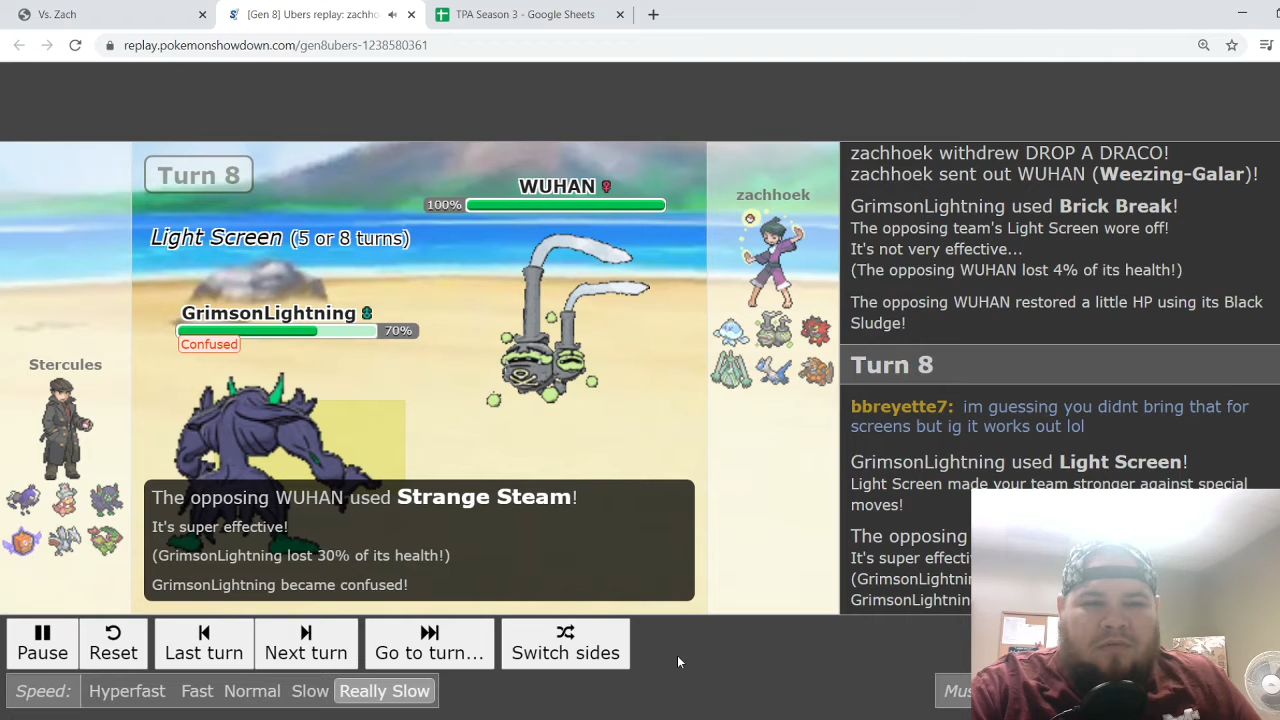 Vs. Zach
[Gen 8] Ubers replay: zachho
TPA Season 3 - Google Sheets
replay.pokemonshowdown.com/gen8ubers-1238580361
Turn 8
WUHAN
100%
Light Screen (5 or 8 turns)
GrimsonLightning
70%
Confused
Stercules
zachhoek
The opposing WUHAN used Strange Steam!
It's super effective!
(GrimsonLightning lost 30% of its health!)
GrimsonLightning became confused!
zachhoek withdrew DROP A DRACO!
zachhoek sent out WUHAN (Weezing-Galar)!
GrimsonLightning used Brick Break!
The opposing team's Light Screen wore off!
It's not very effective...
(The opposing WUHAN lost 4% of its health!)
The opposing WUHAN restored a little HP using its Black
Sludge!
Turn 8
bbreyette7: im guessing you didnt bring that for
screens but ig it works out lol
GrimsonLightning used Light Screen!
Light Screen made your team stronger against special
moves!
The opposing
It's super effecti
(GrimsonLightnin
GrimsonLightning
Pause
Reset
Last turn
Next turn
Go to turn...
Switch sides
Speed:
Hyperfast
Fast
Normal
Slow
Really Slow
Mus